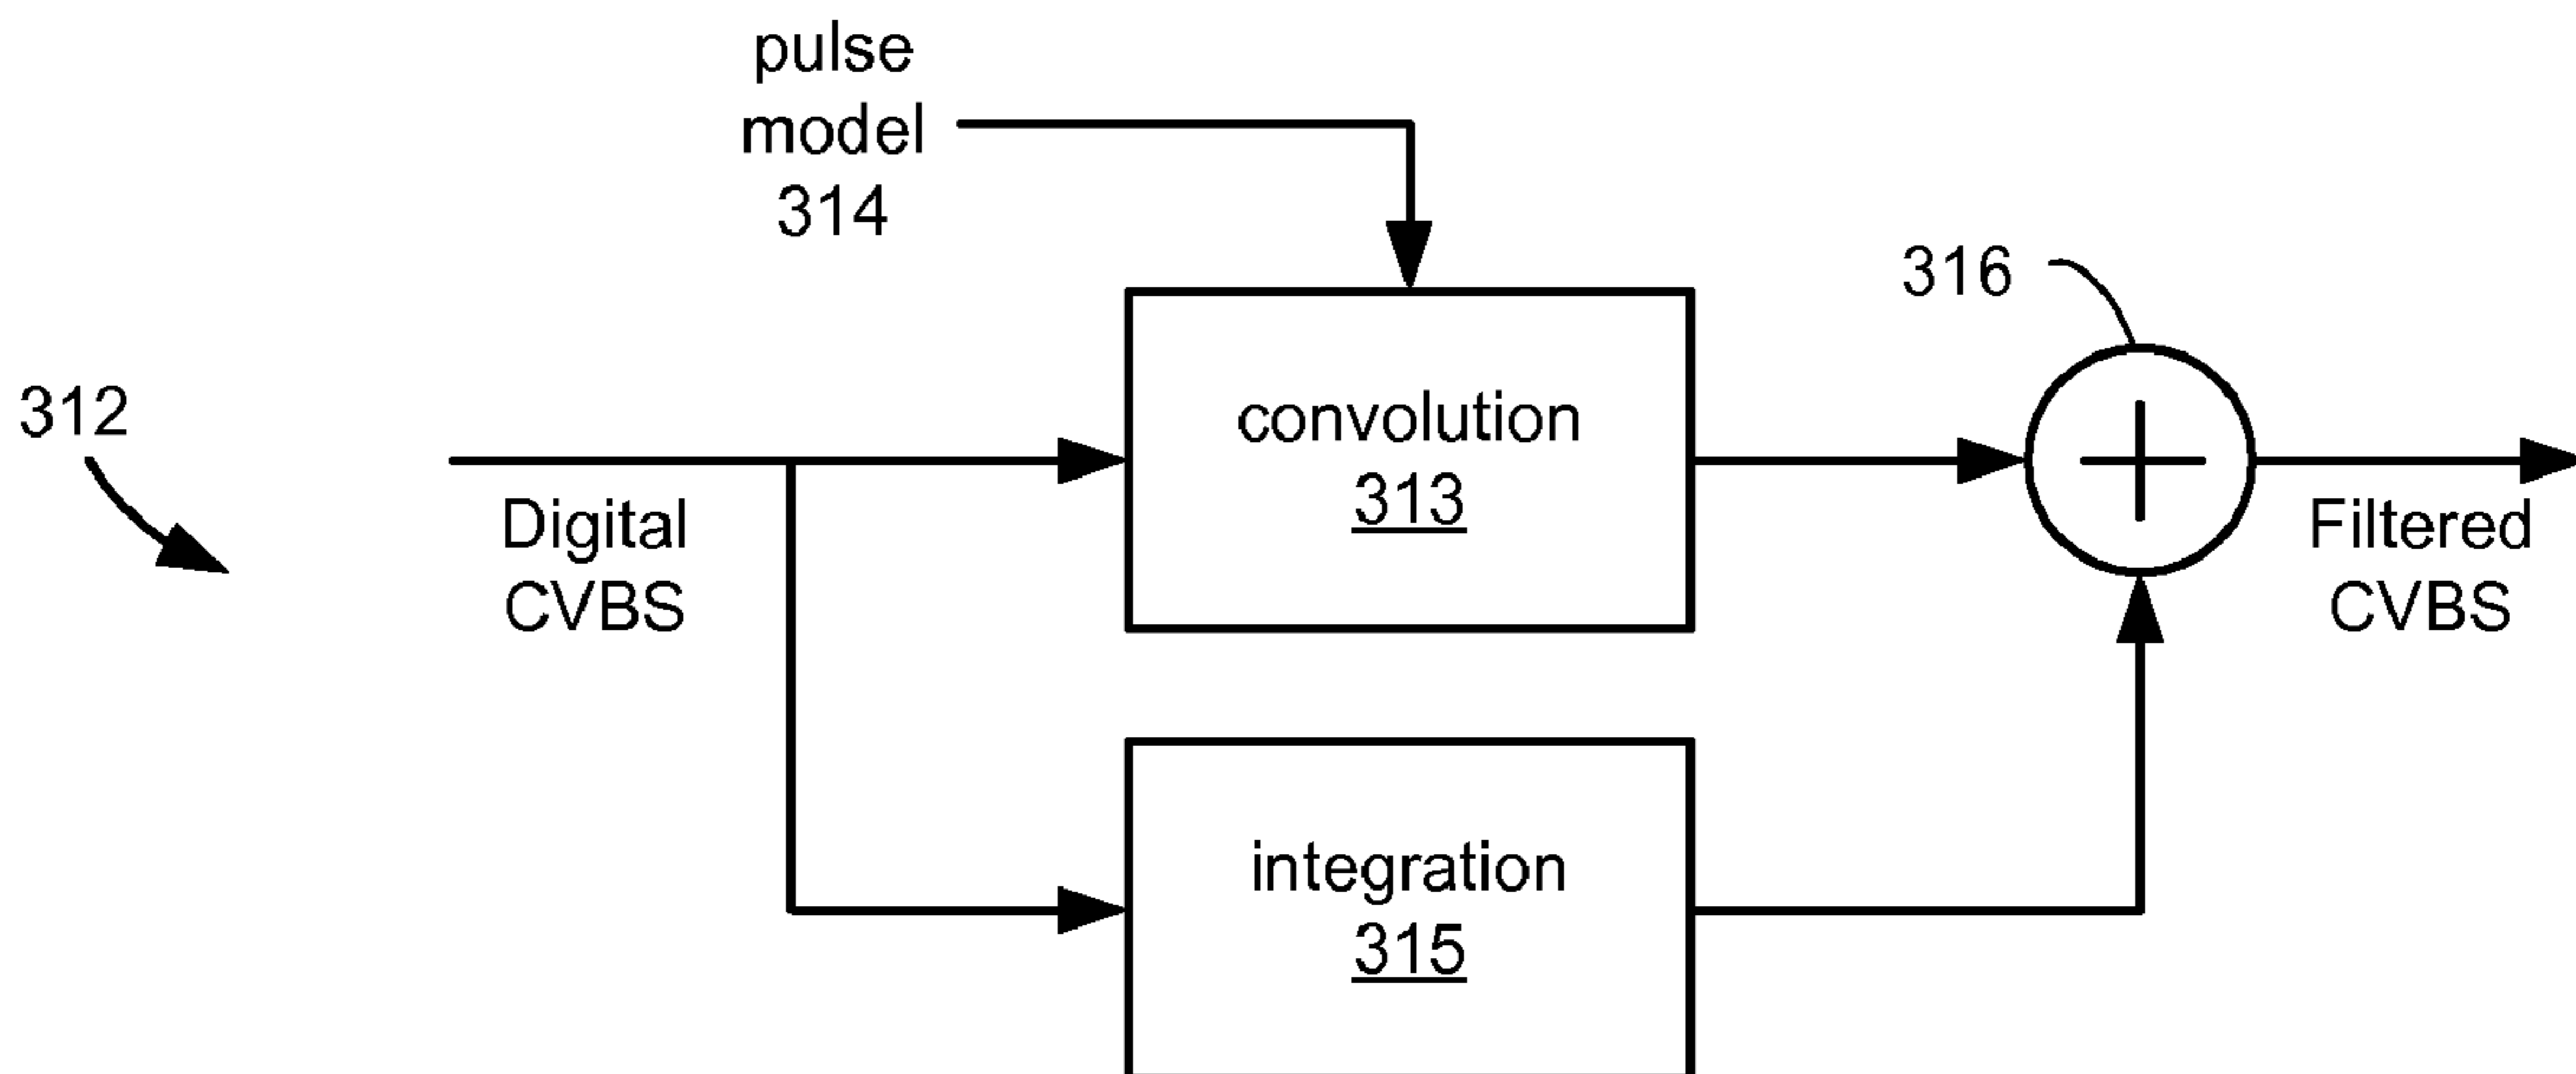 pulse
model
314
316
312
convolution
313
Digital
CVBS
Filtered
CVBS
integration
315